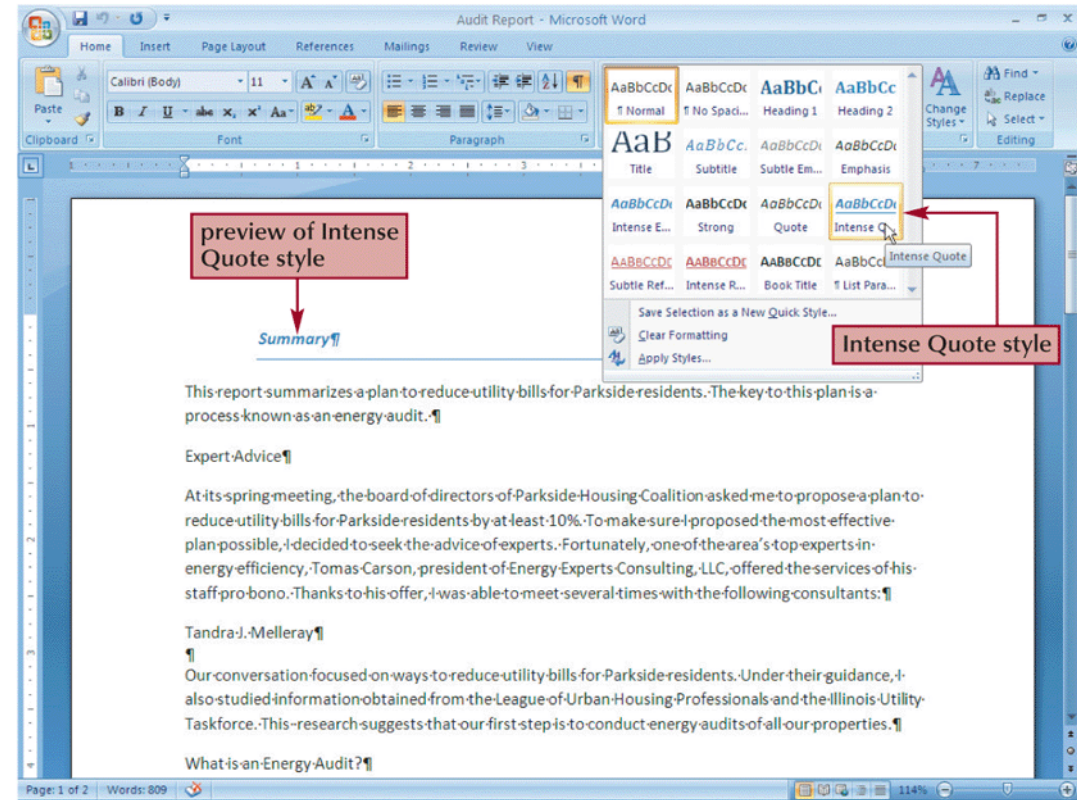 Audit Report - Microsoft Word
Home Insert Page Layout References Mailings Review View
Calibri (Body) 11
Paste
Clipboard
B I U abc x₂ x² Aa A
Font
Paragraph
AaBbCcDc AaBbCcDc AaBbC AaBbCc
¶ Normal ¶ No Spaci... Heading 1 Heading 2
AaB AaBbCc. AaBbCcDc AaBbCcDc
Title Subtitle Subtle Em... Emphasis
AaBbCcDc AaBbCcDc AaBbCcDc AaBbCcDc
Intense E... Strong Quote Intense Q...
AaBbCcDc AaBbCcDc AaBbCcDc AaBbCc
Subtle Ref... Intense R... Book Title ¶ List Para...
Intense Quote
Save Selection as a New Quick Style...
Clear Formatting
Apply Styles...
Change Styles
Find
Replace
Select
Editing
L 1 1 2 3 7
preview of Intense
Quote style
Intense Quote style
Summary¶
This·report·summarizes·a·plan·to·reduce·utility·bills·for·Parkside·residents.·The·key·to·this·plan·is·a·
process·known·as·an·energy·audit.·¶
Expert·Advice¶
At·its·spring·meeting,·the·board·of·directors·of·Parkside·Housing·Coalition·asked·me·to·propose·a·plan·to·
reduce·utility·bills·for·Parkside·residents·by·at·least·10%.·To·make·sure·I·proposed·the·most·effective·
plan·possible,·I·decided·to·seek·the·advice·of·experts.·Fortunately,·one·of·the·area's·top·experts·in·
energy·efficiency,·Tomas·Carson,·president·of·Energy·Experts·Consulting,·LLC,·offered·the·services·of·his·
staff·pro·bono.·Thanks·to·his·offer,·I·was·able·to·meet·several·times·with·the·following·consultants:¶
Tandra·J.·Melleray¶
¶
Our·conversation·focused·on·ways·to·reduce·utility·bills·for·Parkside·residents.·Under·their·guidance,·I·
also·studied·information·obtained·from·the·League·of·Urban·Housing·Professionals·and·the·Illinois·Utility·
Taskforce.·This··research·suggests·that·our·first·step·is·to·conduct·energy·audits·of·all·our·properties.¶
What·is·an·Energy·Audit?¶
Page: 1 of 2 Words: 809 114%